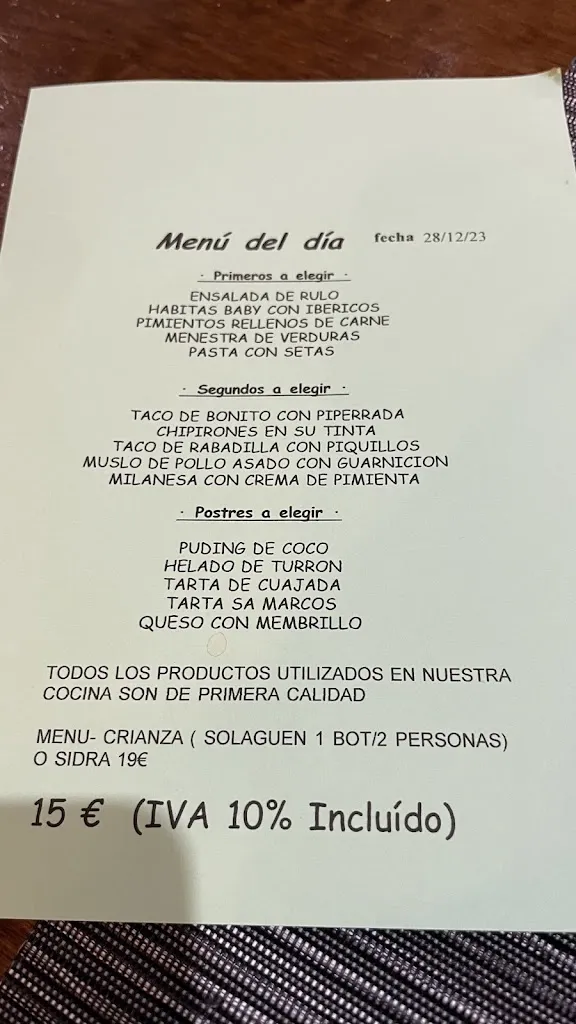 Menú del día fecha 28/12/23
· Primeros a elegir ·
ENSALADA DE RULO
HABITAS BABY CON IBERICOS
PIMIENTOS RELLENOS DE CARNE
MENESTRA DE VERDURAS
PASTA CON SETAS
· Segundos a elegir ·
TACO DE BONITO CON PIPERRADA
CHIPIRONES EN SU TINTA
TACO DE RABADILLA CON PIQUILLOS
MUSLO DE POLLO ASADO CON GUARNICION
MILANESA CON CREMA DE PIMIENTA
· Postres a elegir ·
PUDING DE COCO
HELADO DE TURRON
TARTA DE CUAJADA
TARTA SA MARCOS
QUESO CON MEMBRILLO
TODOS LOS PRODUCTOS UTILIZADOS EN NUESTRA
COCINA SON DE PRIMERA CALIDAD
MENU- CRIANZA ( SOLAGUEN 1 BOT/2 PERSONAS)
O SIDRA 19€
15 € (IVA 10% Incluído)